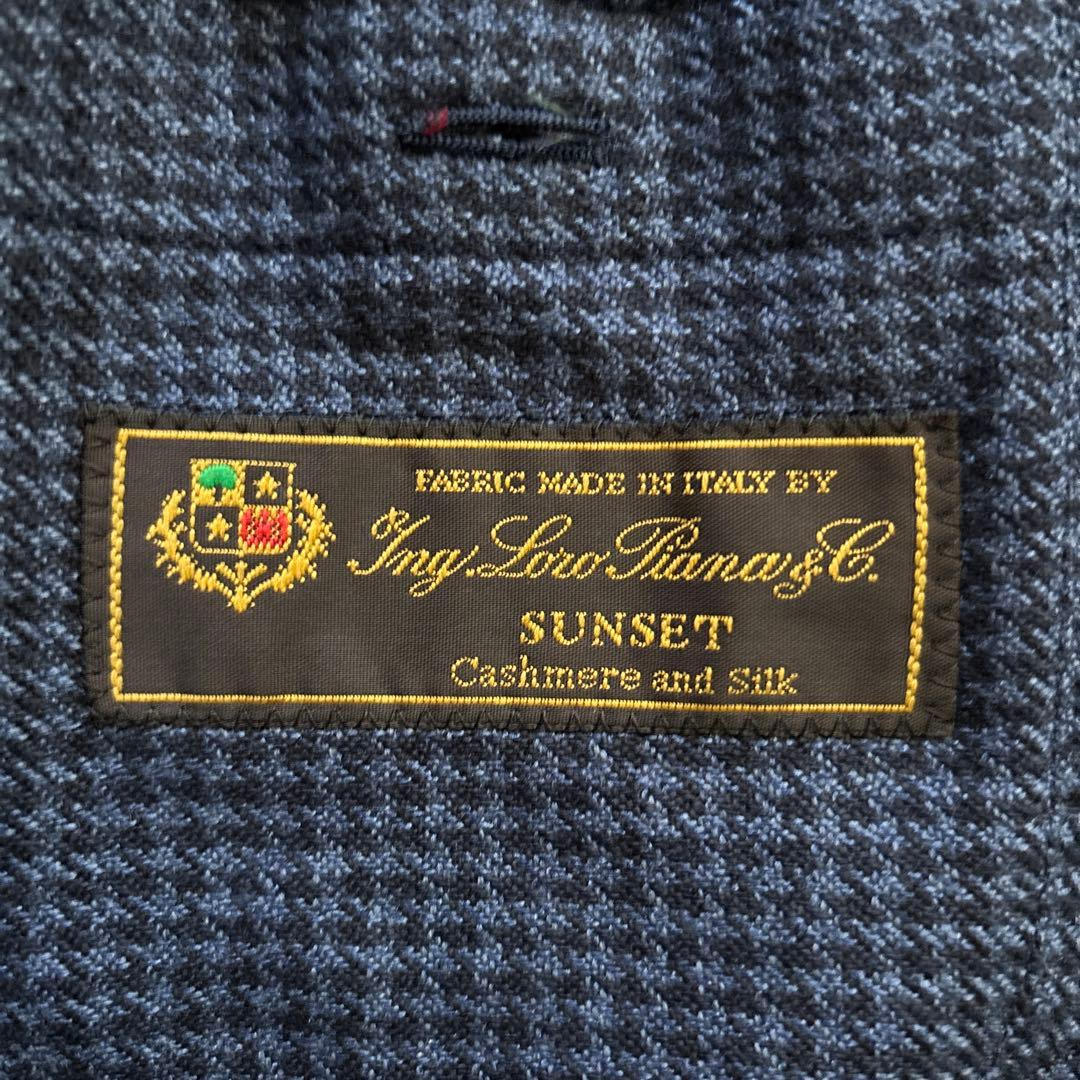 FABRIC MADE IN ITALY BY
Ing. Loro Piana & C.
SUNSET
Cashmere and Silk